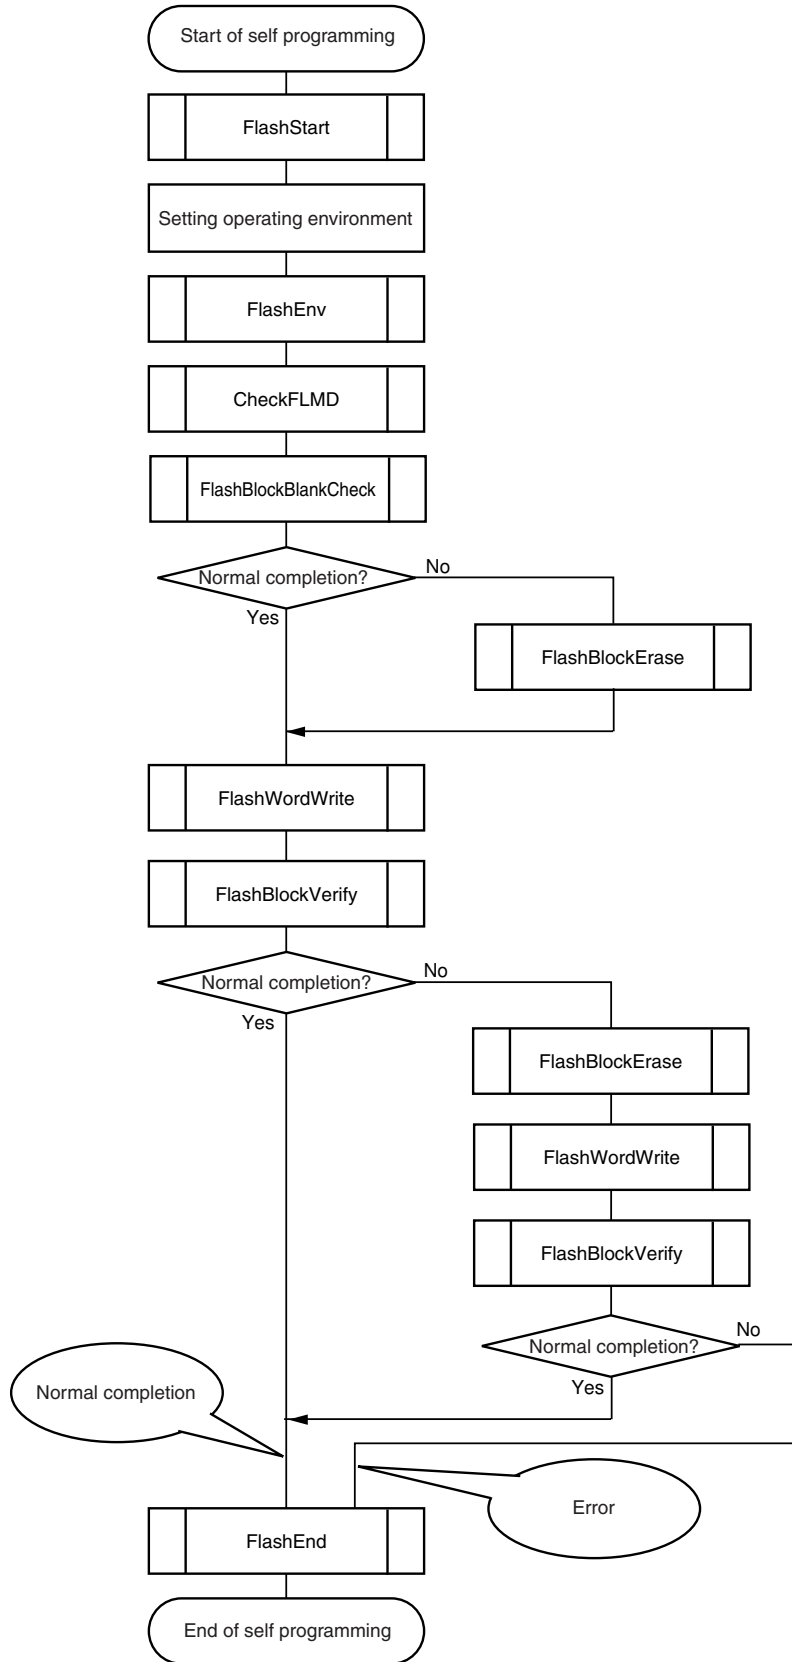 Start of self programming
FlashStart
Setting operating environment
FlashEnv
CheckFLMD
FlashBlockBlankCheck
Normal completion?
No
Yes
FlashBlockErase
FlashWordWrite
FlashBlockVerify
Normal completion?
No
Yes
FlashBlockErase
FlashWordWrite
FlashBlockVerify
Normal completion?
No
Yes
Normal completion
Error
FlashEnd
End of self programming